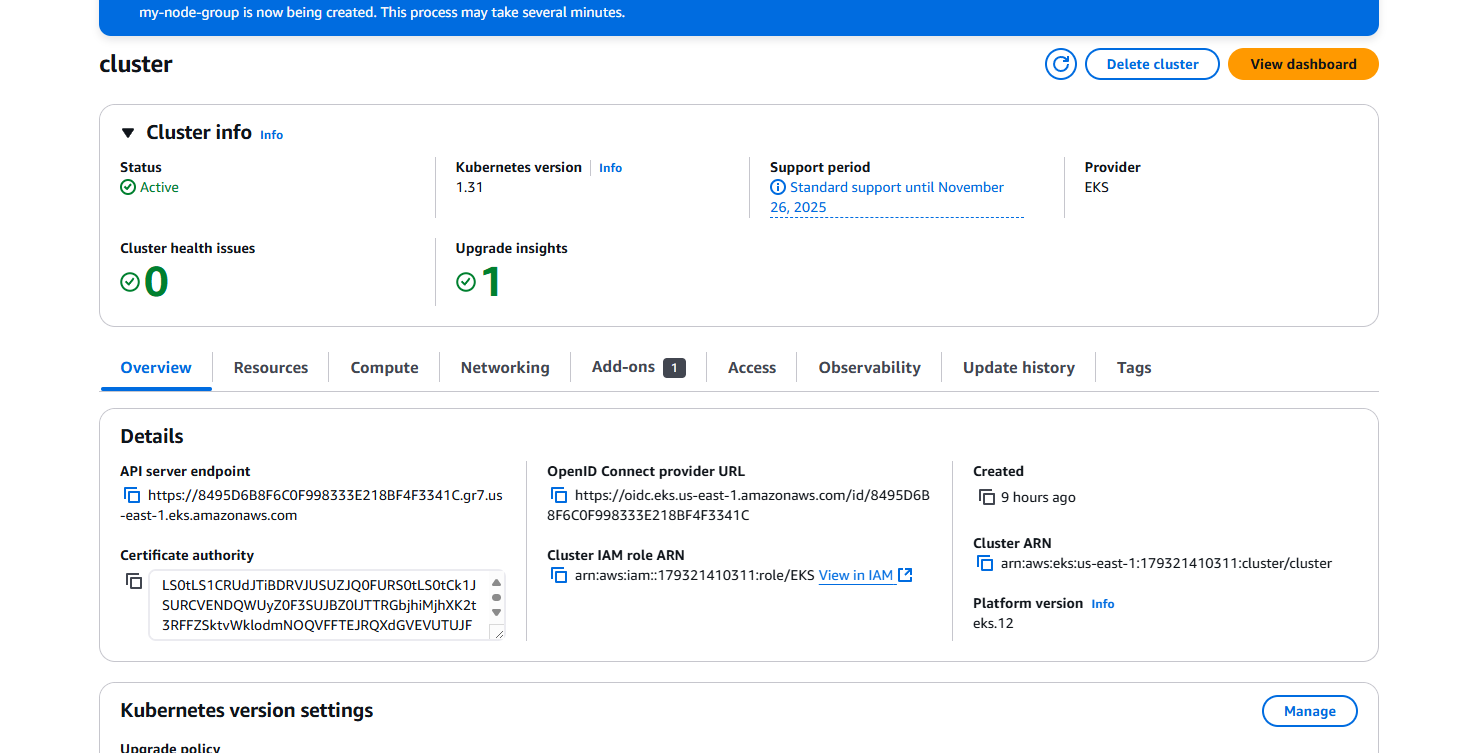 my-node-group is now being created. This process may take several minutes.
cluster
Delete cluster
View dashboard
Cluster info Info
Status
Active
Kubernetes version Info
1.31
Support period
Standard support until November
26, 2025
Provider
EKS
Cluster health issues
0
Upgrade insights
1
Overview
Resources
Compute
Networking
Add-ons 1
Access
Observability
Update history
Tags
Details
API server endpoint
https://8495D6B8F6C0F998333E218BF4F3341C.gr7.us
-east-1.eks.amazonaws.com
Certificate authority
LS0tLS1CRUdJTiBDRVJUSUZJQ0FURS0tLS0tCk1J
SURCVENDQWUyZ0F3SUJBZ0lJTTRGbjhiMjhXK2t
3RFFZSktvWklodmNOQVFFTEJRQXdGVEVUTUJF
OpenID Connect provider URL
https://oidc.eks.us-east-1.amazonaws.com/id/8495D6B
8F6C0F998333E218BF4F3341C
Cluster IAM role ARN
arn:aws:iam::179321410311:role/EKS View in IAM
Created
9 hours ago
Cluster ARN
arn:aws:eks:us-east-1:179321410311:cluster/cluster
Platform version Info
eks.12
Kubernetes version settings
Manage
Upgrade policy